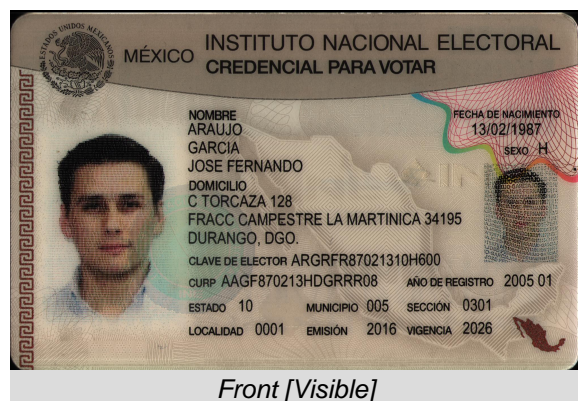 ESTADOS UNIDOS MEXICANOS
MÉXICO INSTITUTO NACIONAL ELECTORAL
CREDENCIAL PARA VOTAR
NOMBRE
ARAUJO
GARCIA
JOSE FERNANDO
FECHA DE NACIMIENTO
13/02/1987
SEXO H
DOMICILIO
C TORCAZA 128
FRACC CAMPESTRE LA MARTINICA 34195
DURANGO, DGO.
CLAVE DE ELECTOR ARGRFR87021310H600
CURP AAGF870213HDGRRR08 AÑO DE REGISTRO 2005 01
ESTADO 10 MUNICIPIO 005 SECCIÓN 0301
LOCALIDAD 0001 EMISIÓN 2016 VIGENCIA 2026
Front [Visible]